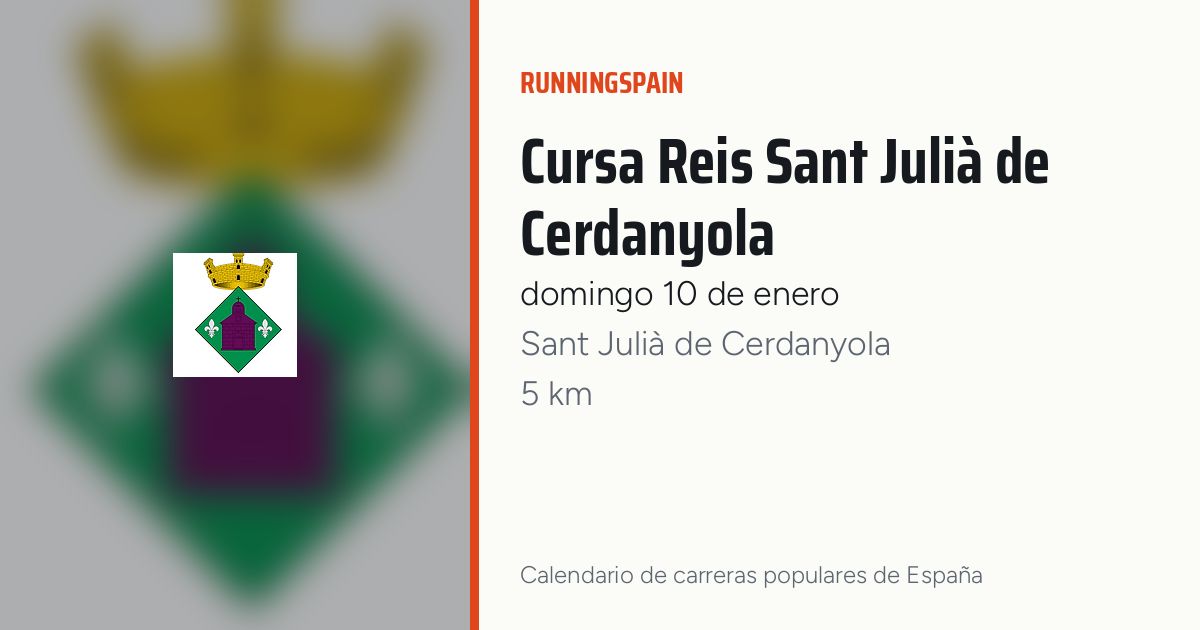 RUNNINGSPAIN
Cursa Reis Sant Julià de
Cerdanyola
domingo 10 de enero
Sant Julià de Cerdanyola
5 km
Calendario de carreras populares de España